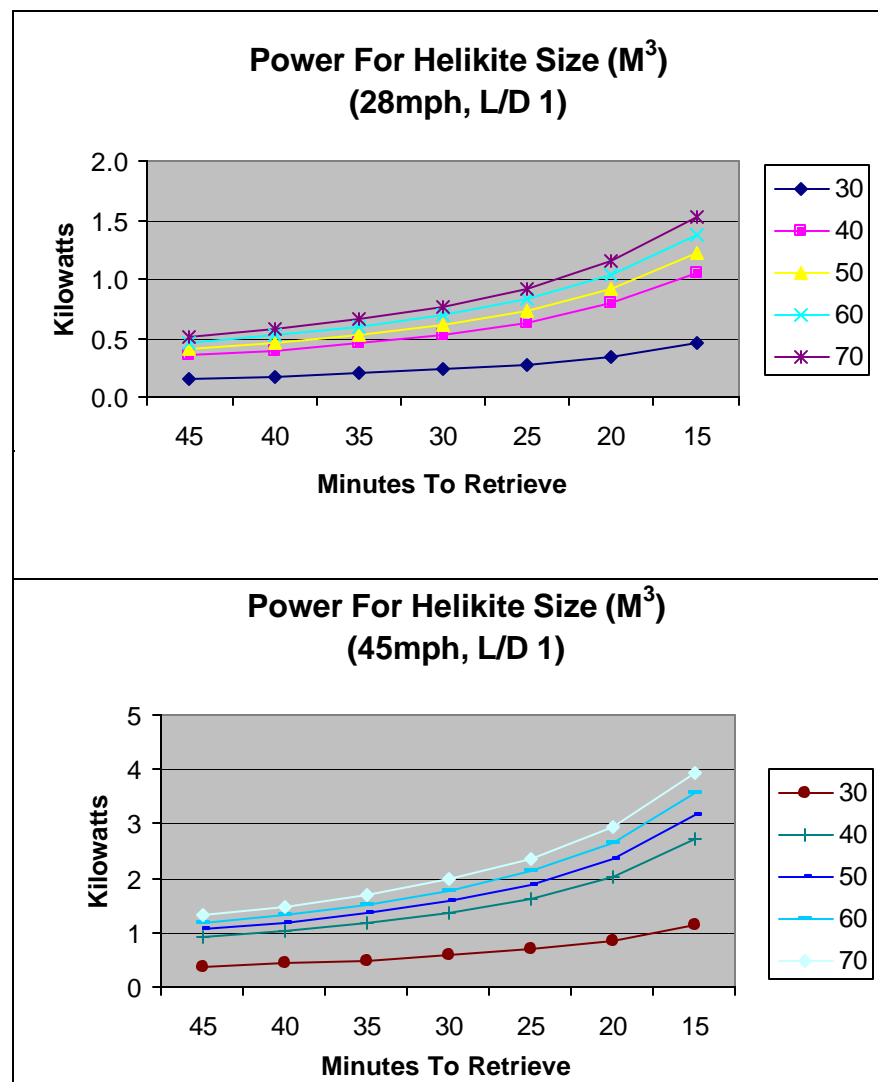 Power For Helikite Size (M³)
(28mph, L/D 1)
2.0
1.5
1.0
0.5
0.0
Kilowatts
45 40 35 30 25 20 15
Minutes To Retrieve
30
40
50
60
70
Power For Helikite Size (M³)
(45mph, L/D 1)
5
4
3
2
1
0
Kilowatts
45 40 35 30 25 20 15
Minutes To Retrieve
30
40
50
60
70